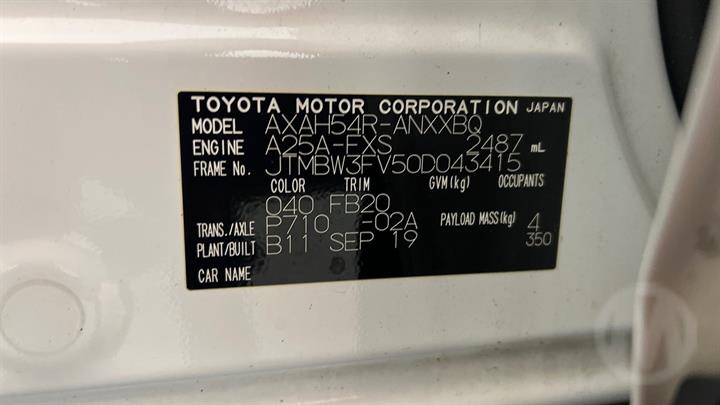 TOYOTA MOTOR CORPORATION JAPAN
MODEL AXAH54R-ANXXBQ
ENGINE A25A-FXS 2487 mL
FRAME No. JTMBW3FV50D043415
COLOR TRIM GVM(kg) OCCUPANTS
040 FB20
TRANS./AXLE P710 -02A PAYLOAD MASS(kg) 4
PLANT/BUILT B11 SEP 19 350
CAR NAME